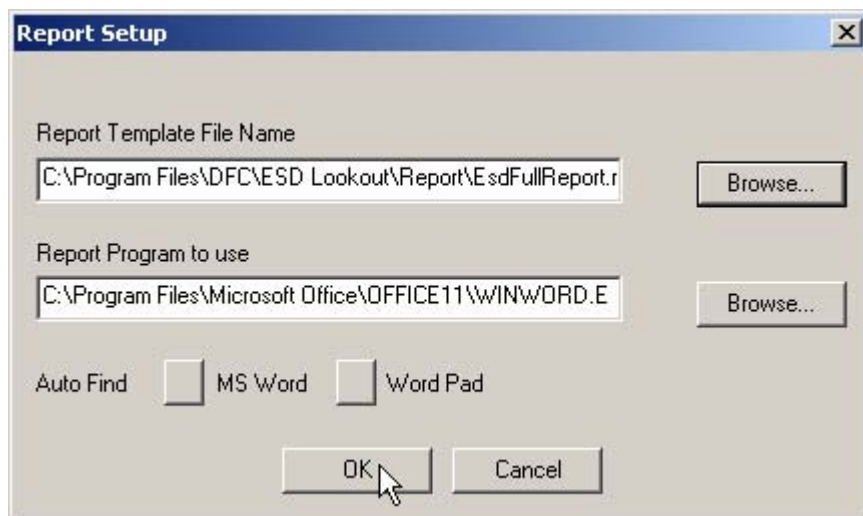 Report Setup
Report Template File Name
C:\Program Files\DFC\ESD Lookout\Report\EsdFullReport.r
Browse...
Report Program to use
C:\Program Files\Microsoft Office\OFFICE11\WINWORD.E
Browse...
Auto Find MS Word Word Pad
OK Cancel